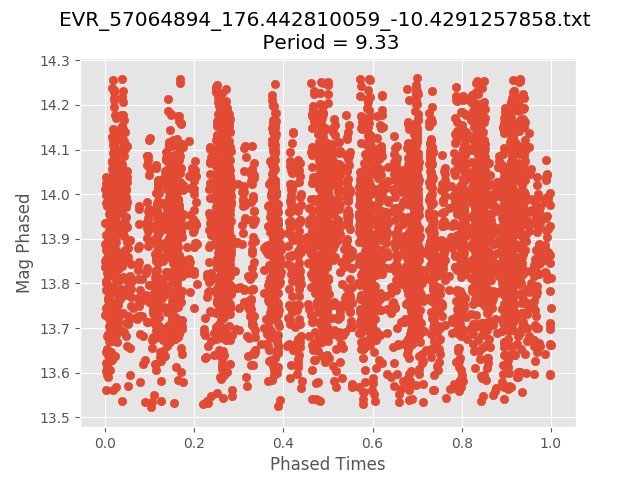 EVR_57064894_176.442810059_-10.4291257858.txt
Period = 9.33
14.3
14.2
14.1
14.0
13.9
13.8
13.7
13.6
13.5
Mag Phased
0.0 0.2 0.4 0.6 0.8 1.0
Phased Times